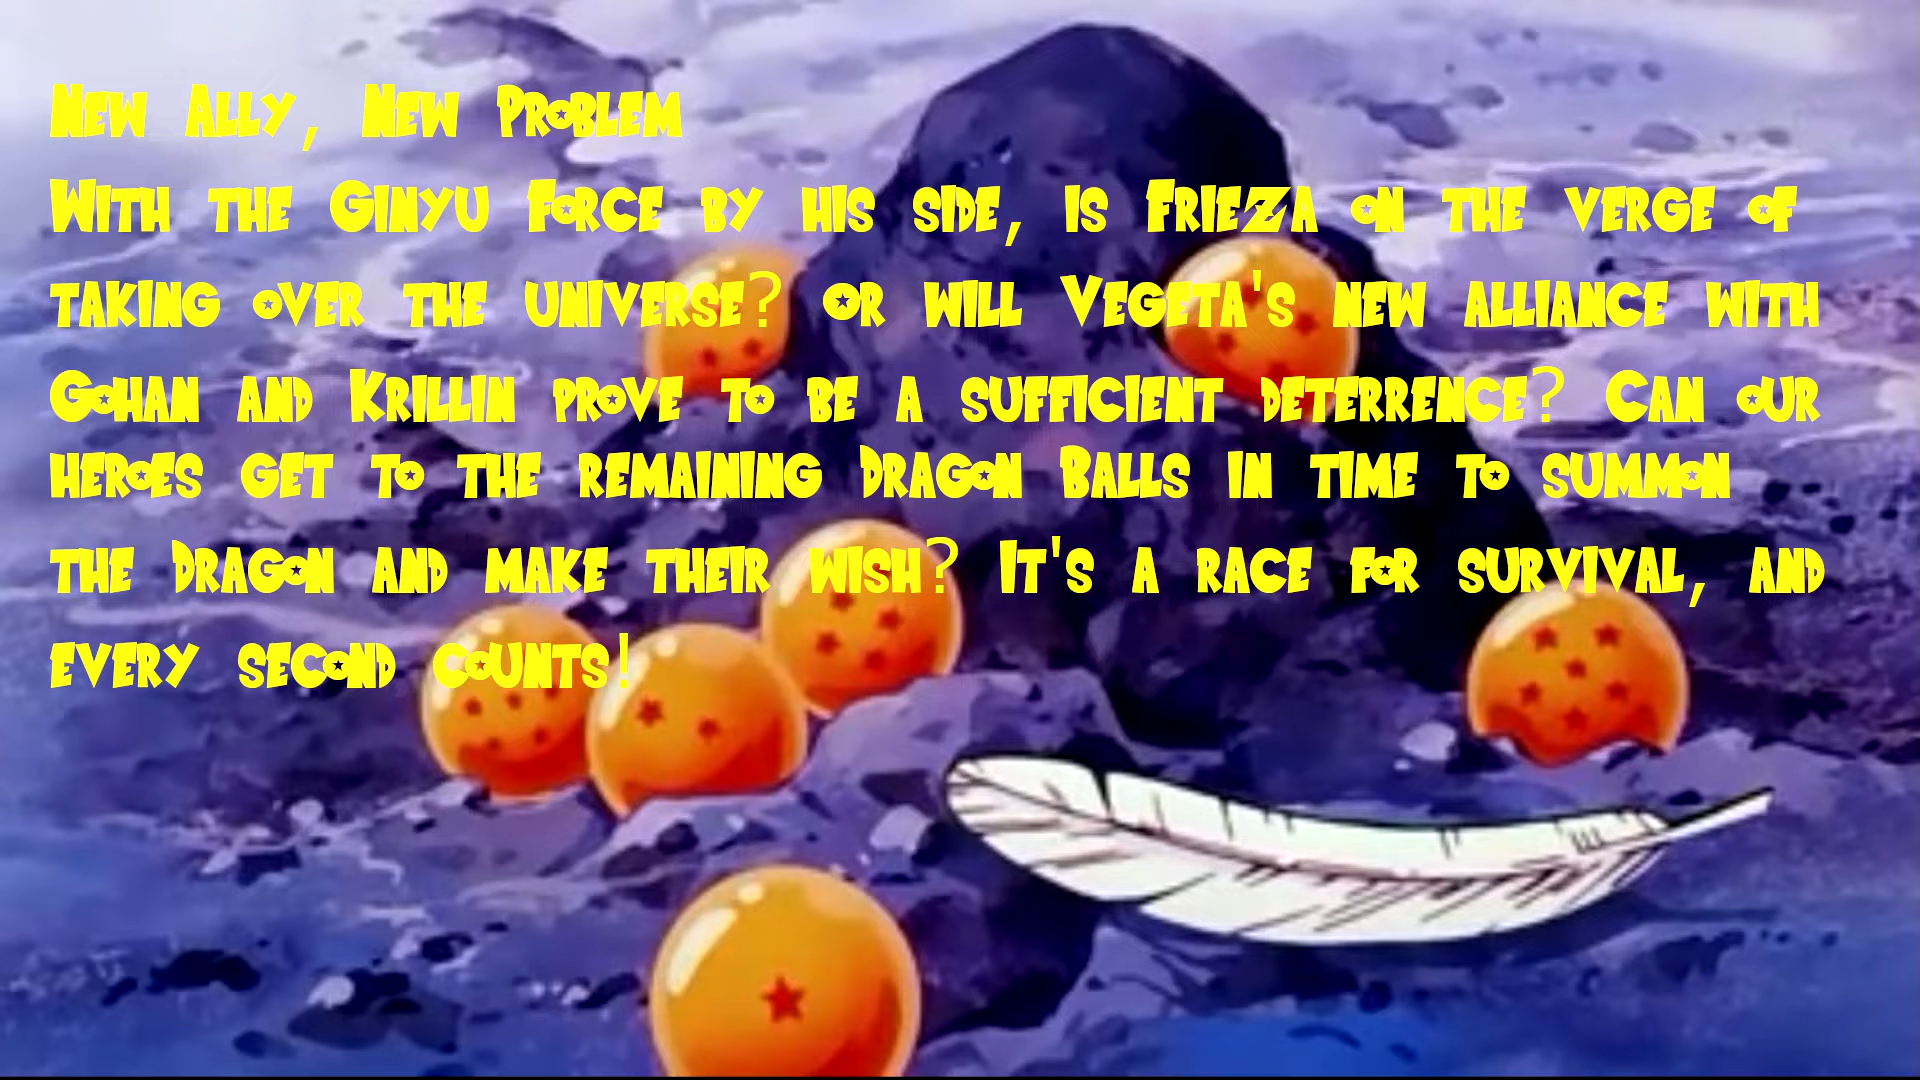 New Ally, New Problem
With the Ginyu Force by his side, is Frieza on the verge of
taking over the universe? Or will Vegeta's new alliance with
Gohan and Krillin prove to be a sufficient deterrence? Can our
heroes get to the remaining Dragon Balls in time to summon
the dragon and make their wish? It's a race for survival, and
every second counts!